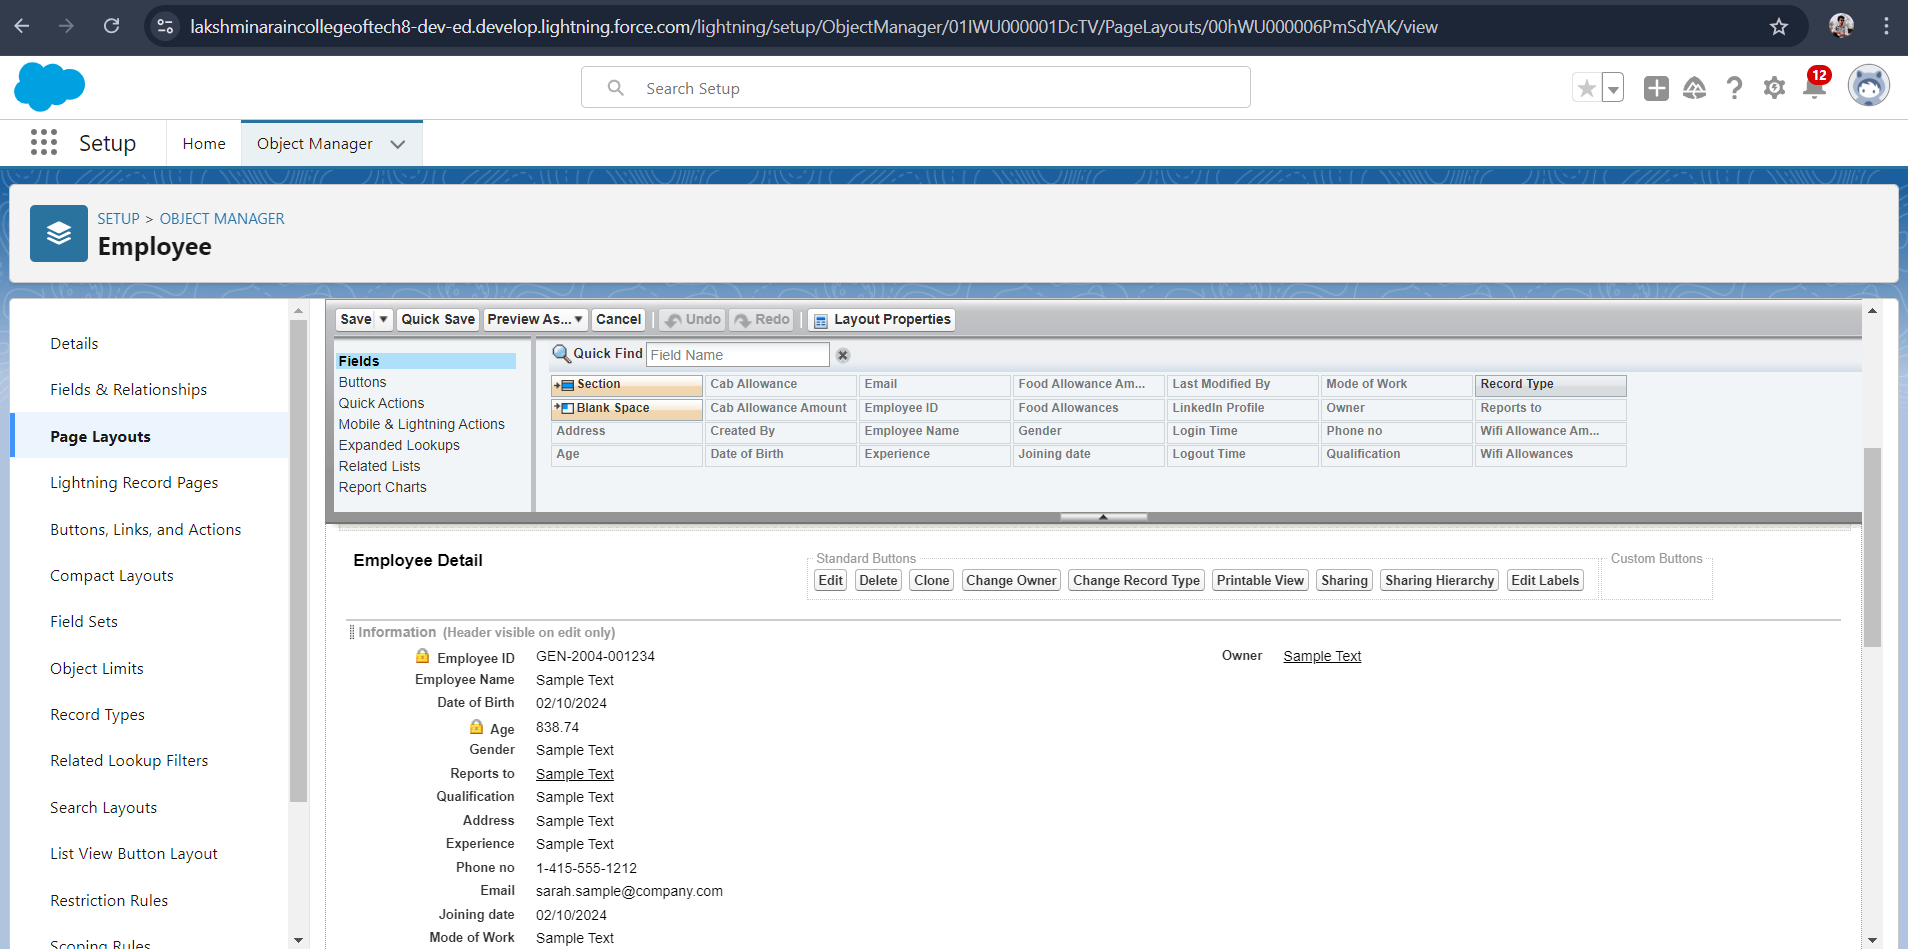 lakshminaraincollegeoftech8-dev-ed.develop.lightning.force.com/lightning/setup/ObjectManager/01IWU000001DcTV/PageLayouts/00hWU000006PmSdYAK/view
Search Setup
12
Setup
Home
Object Manager
SETUP > OBJECT MANAGER
Employee
Details
Fields & Relationships
Page Layouts
Lightning Record Pages
Buttons, Links, and Actions
Compact Layouts
Field Sets
Object Limits
Record Types
Related Lookup Filters
Search Layouts
List View Button Layout
Restriction Rules
Scoping Rules
Save Quick Save Preview As... Cancel Undo Redo Layout Properties
Fields
Buttons
Quick Actions
Mobile & Lightning Actions
Expanded Lookups
Related Lists
Report Charts
Quick Find Field Name
Section Cab Allowance Email Food Allowance Am... Last Modified By Mode of Work Record Type
Blank Space Cab Allowance Amount Employee ID Food Allowances LinkedIn Profile Owner Reports to
Address Created By Employee Name Gender Login Time Phone no Wifi Allowance Am...
Age Date of Birth Experience Joining date Logout Time Qualification Wifi Allowances
Employee Detail
Standard Buttons
Edit Delete Clone Change Owner Change Record Type Printable View Sharing Sharing Hierarchy Edit Labels
Custom Buttons
Information (Header visible on edit only)
Employee ID GEN-2004-001234
Owner Sample Text
Employee Name Sample Text
Date of Birth 02/10/2024
Age 838.74
Gender Sample Text
Reports to Sample Text
Qualification Sample Text
Address Sample Text
Experience Sample Text
Phone no 1-415-555-1212
Email sarah.sample@company.com
Joining date 02/10/2024
Mode of Work Sample Text